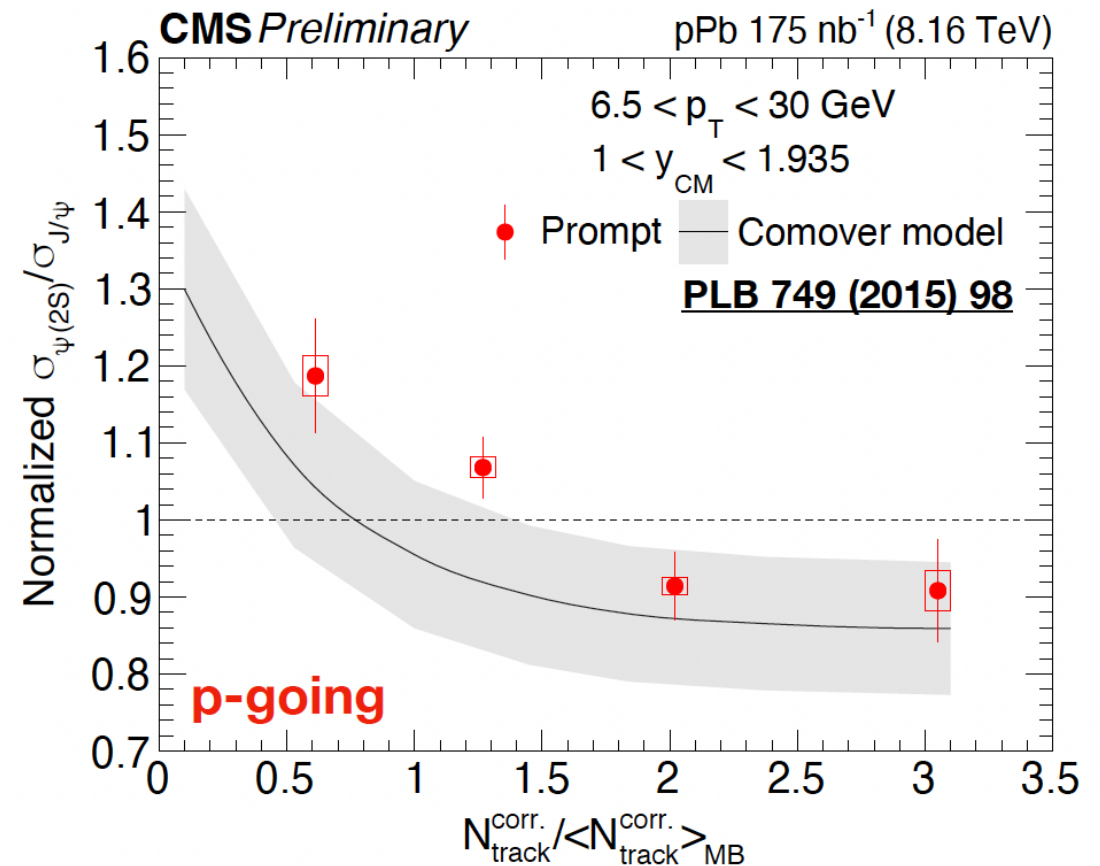 CMS Preliminary pPb 175 nb⁻¹ (8.16 TeV)
1.6
1.5
1.4
1.3
1.2
1.1
1
0.9
0.8
0.7
Normalized σψ(2S)/σJ/ψ
6.5 < pT < 30 GeV
1 < yCM < 1.935
Prompt Comover model
PLB 749 (2015) 98
p-going
0 0.5 1 1.5 2 2.5 3 3.5
Ntrack^corr./<Ntrack^corr.>MB